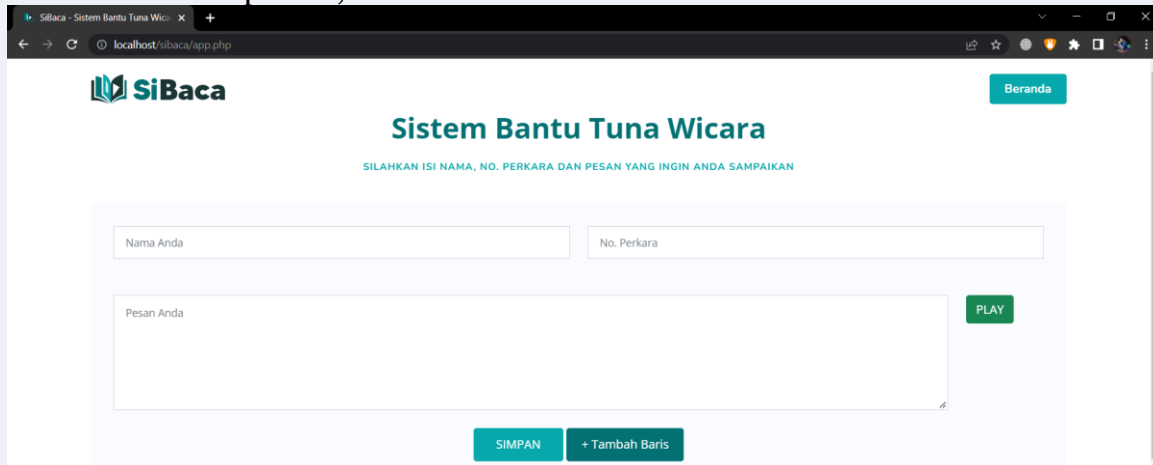 SiBaca - Sistem Bantu Tuna Wica
localhost/sibaca/app.php
SiBaca
Beranda
Sistem Bantu Tuna Wicara
SILAHKAN ISI NAMA, NO. PERKARA DAN PESAN YANG INGIN ANDA SAMPAIKAN
Nama Anda
No. Perkara
Pesan Anda
PLAY
SIMPAN
+ Tambah Baris